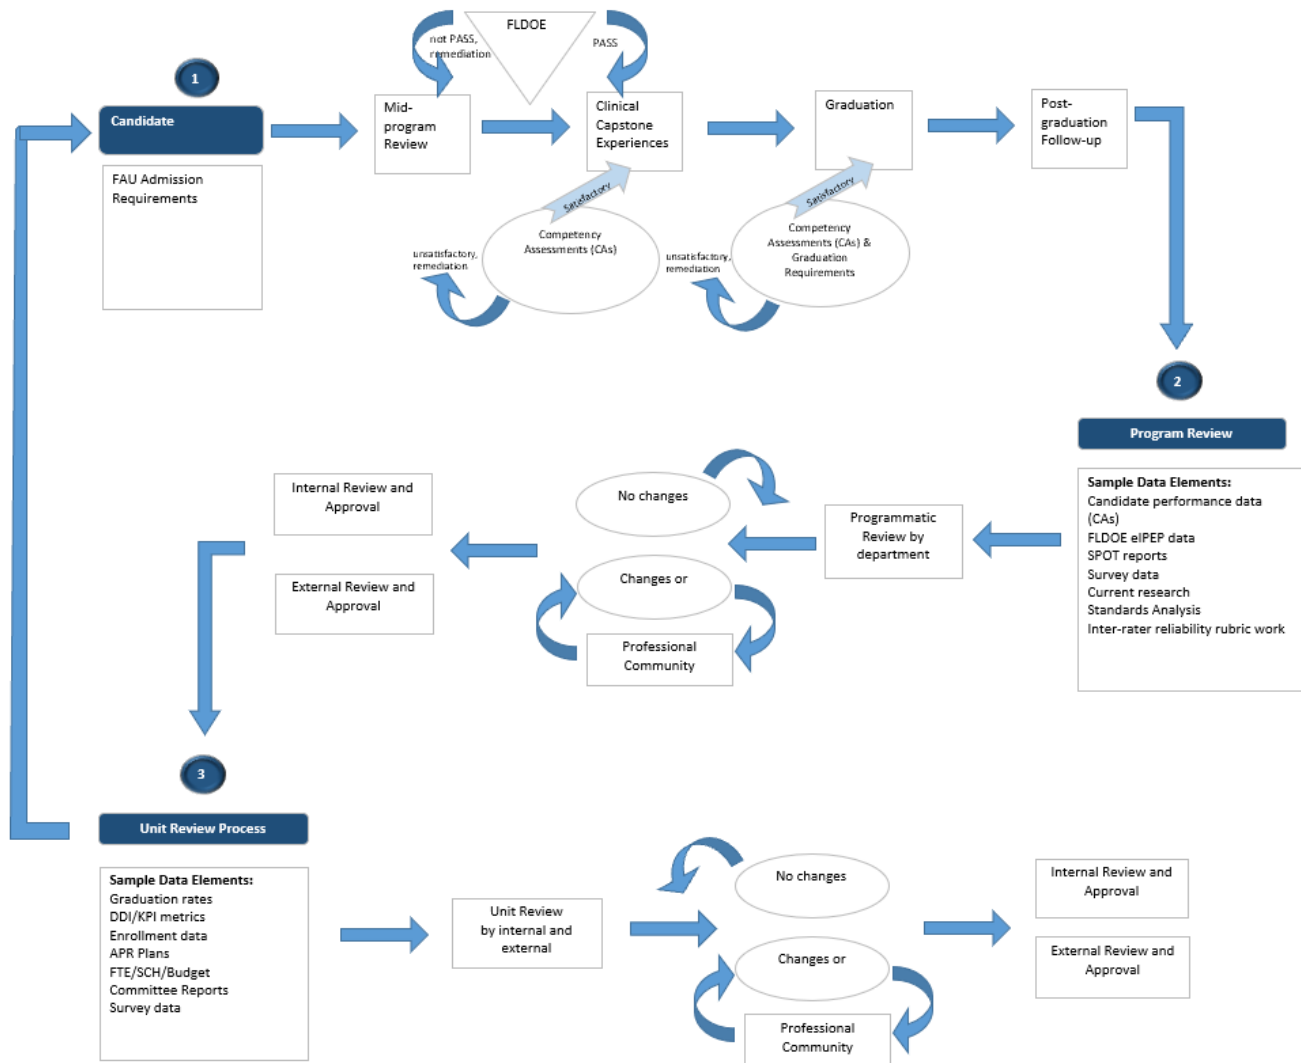 FLDOE
not PASS,
remediation
PASS
1
Candidate
FAU Admission
Requirements
Mid-
program
Review
Clinical
Capstone
Experiences
Graduation
Post-
graduation
Follow-up
Satisfactory
Competency
Assessments (CAs)
unsatisfactory,
remediation
Satisfactory
Competency
Assessments (CAs) &
Graduation
Requirements
unsatisfactory,
remediation
2
Program Review
Sample Data Elements:
Candidate performance data
(CAs)
FLDOE eIPEP data
SPOT reports
Survey data
Current research
Standards Analysis
Inter-rater reliability rubric work
Programmatic
Review by
department
No changes
Changes or
Professional
Community
Internal Review and
Approval
External Review and
Approval
3
Unit Review Process
Sample Data Elements:
Graduation rates
DDI/KPI metrics
Enrollment data
APR Plans
FTE/SCH/Budget
Committee Reports
Survey data
Unit Review
by internal and
external
No changes
Changes or
Professional
Community
Internal Review and
Approval
External Review and
Approval